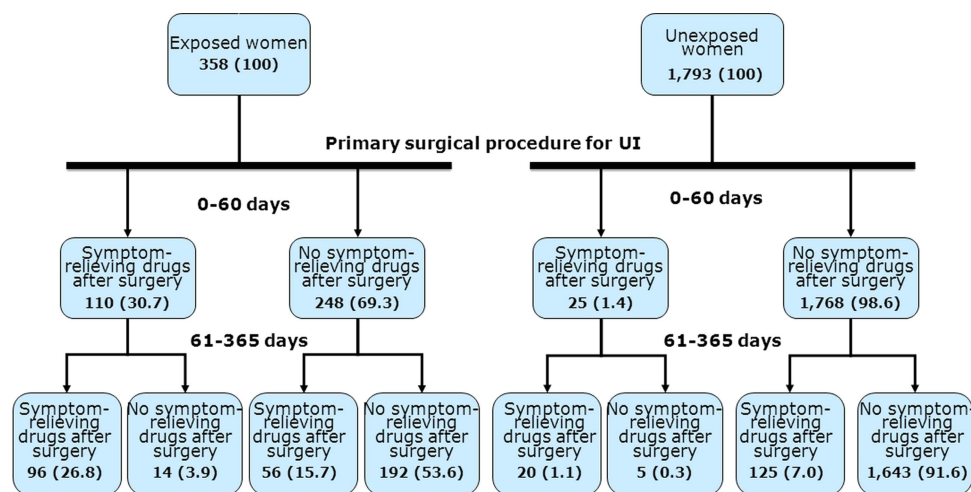 Exposed women
358 (100)
Unexposed
women
1,793 (100)
Primary surgical procedure for UI
0-60 days
0-60 days
Symptom-
relieving drugs
after surgery
110 (30.7)
No symptom-
relieving drugs
after surgery
248 (69.3)
Symptom-
relieving drugs
after surgery
25 (1.4)
No symptom-
relieving drugs
after surgery
1,768 (98.6)
61-365 days
61-365 days
Symptom-
relieving
drugs after
surgery
96 (26.8)
No symptom-
relieving
drugs after
surgery
14 (3.9)
Symptom-
relieving
drugs after
surgery
56 (15.7)
No symptom-
relieving
drugs after
surgery
192 (53.6)
Symptom-
relieving
drugs after
surgery
20 (1.1)
No symptom-
relieving
drugs after
surgery
5 (0.3)
Symptom-
relieving
drugs after
surgery
125 (7.0)
No symptom-
relieving
drugs after
surgery
1,643 (91.6)